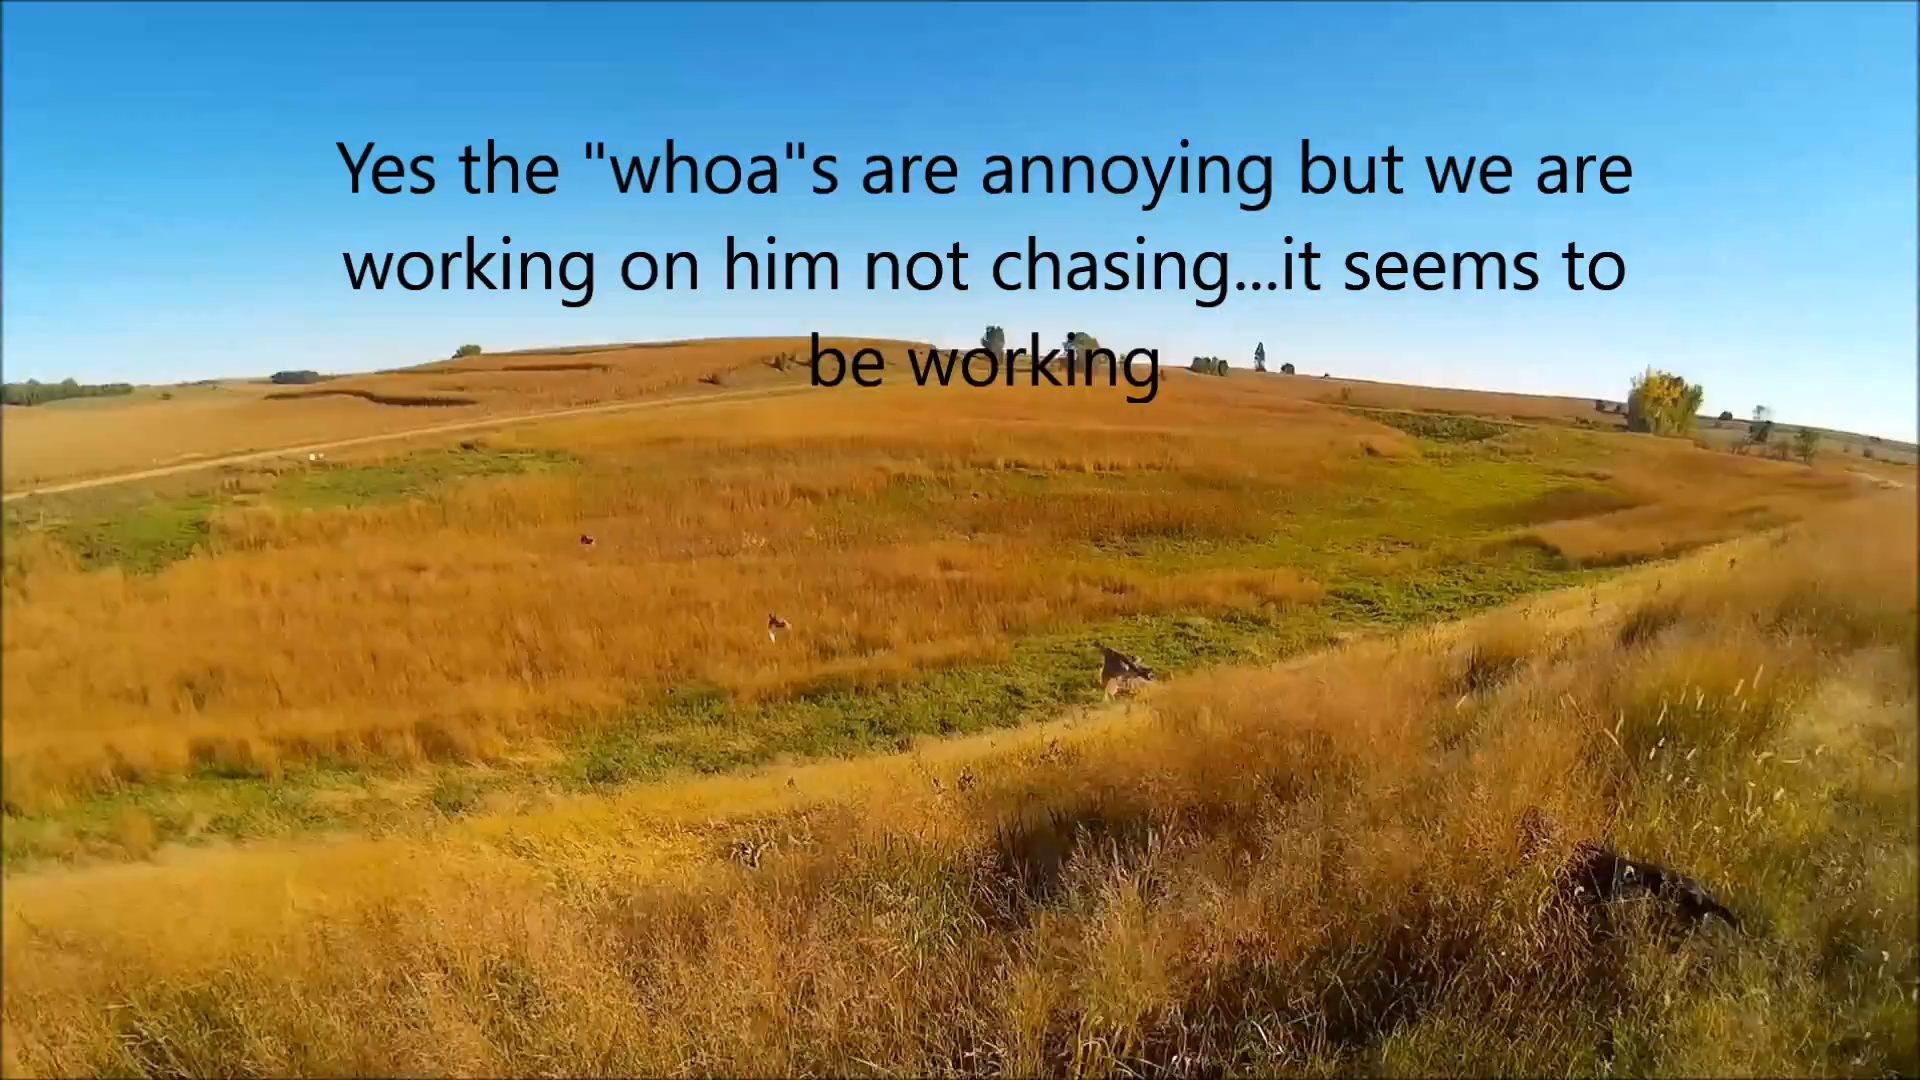 Yes the "whoa"s are annoying but we are
working on him not chasing...it seems to
be working